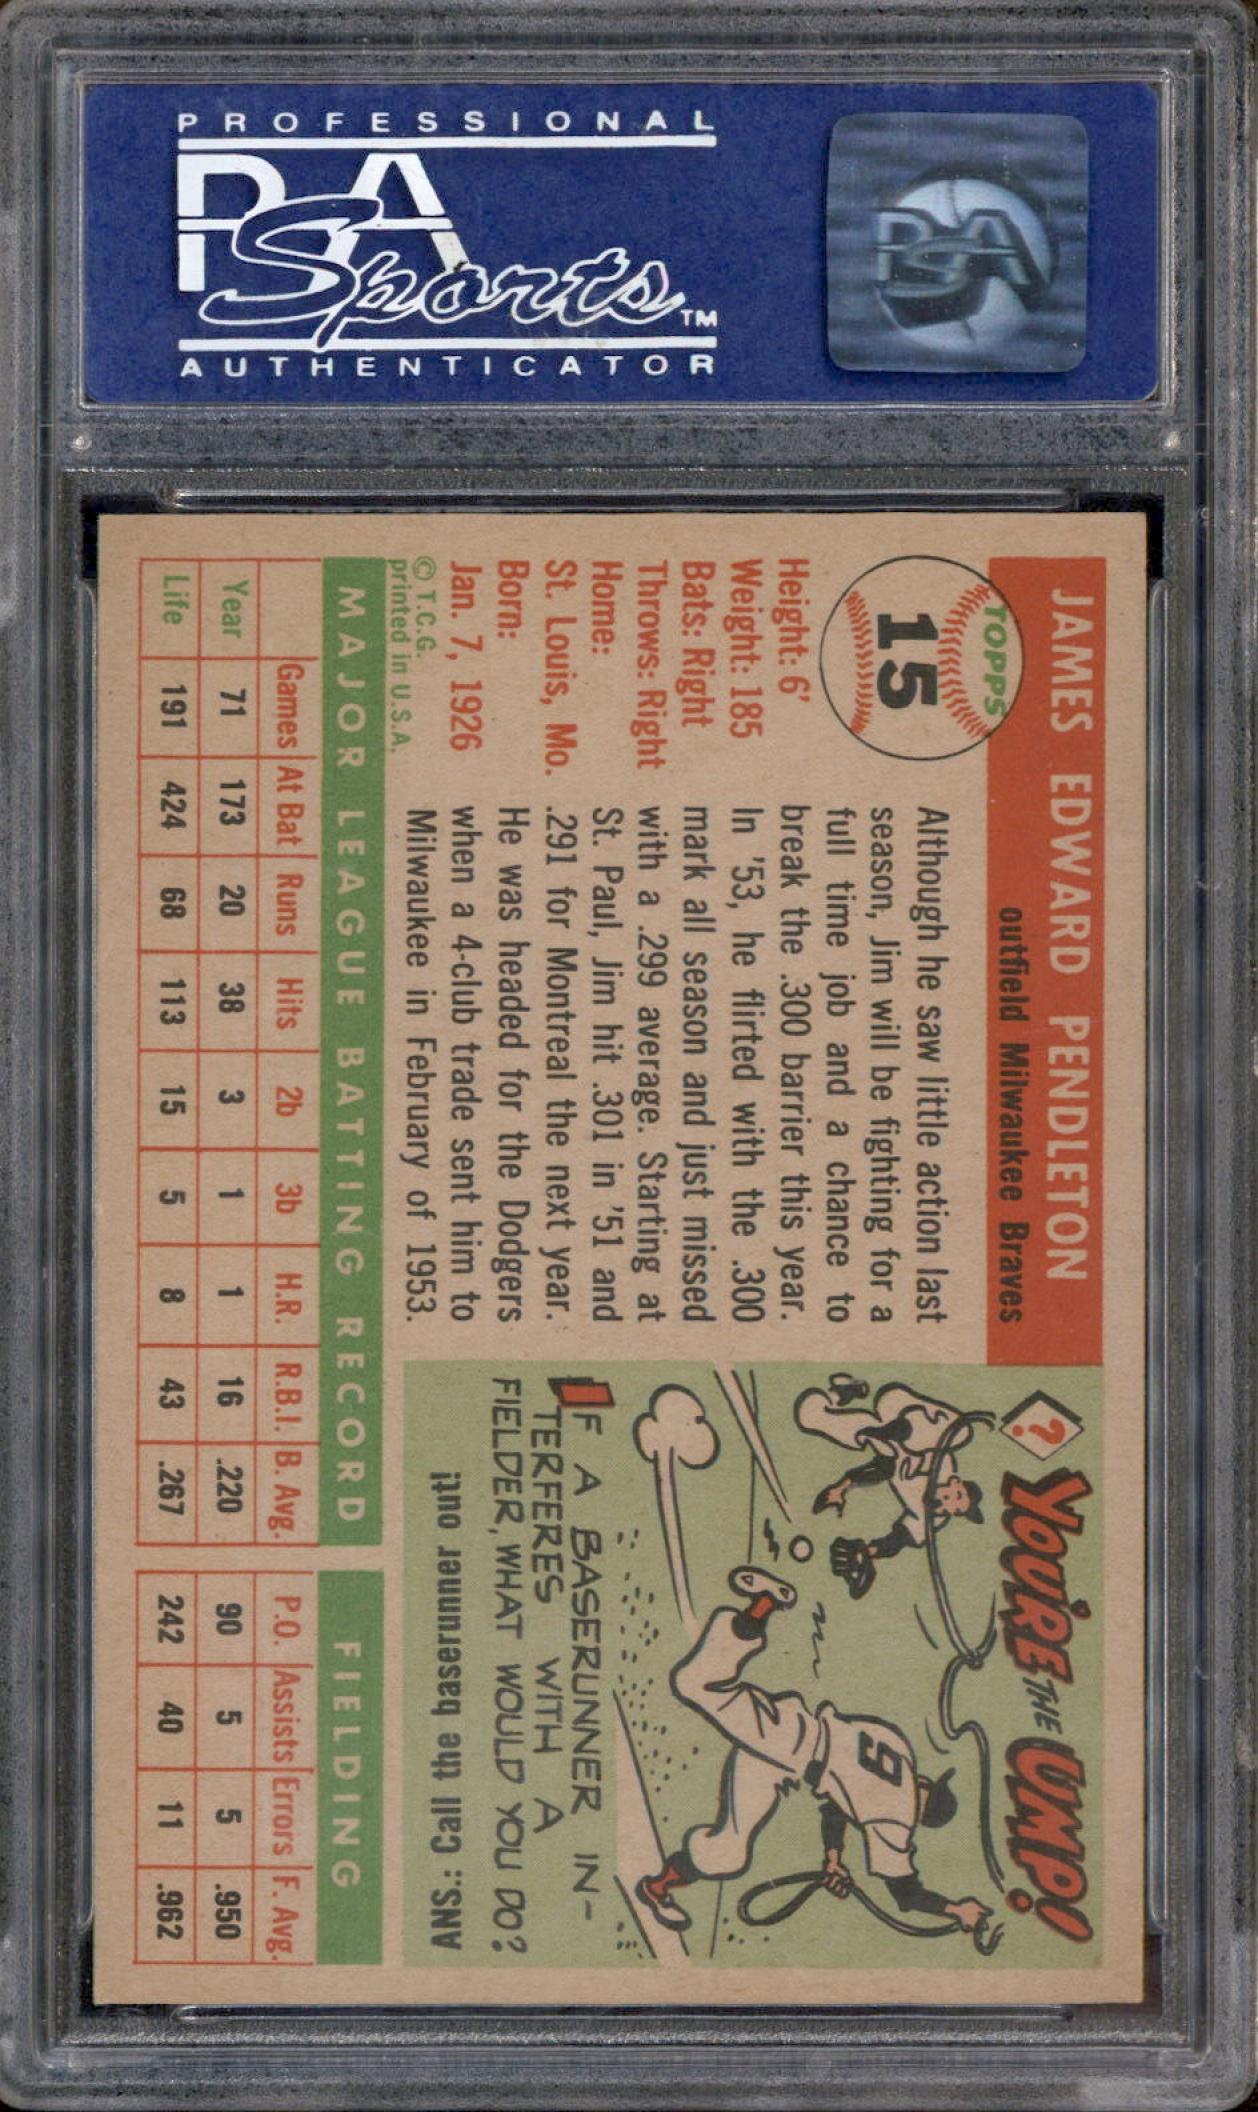 PROFESSIONAL
PSA
Sports™
AUTHENTICATOR
PSA
JAMES EDWARD PENDLETON
outfield Milwaukee Braves
TOPPS
15
Height: 6'
Weight: 185
Bats: Right
Throws: Right
Home:
St. Louis, Mo.
Born:
Jan. 7, 1926
© T.C.G.
printed in U.S.A.
Although he saw little action last
season, Jim will be fighting for a
full time job and a chance to
break the .300 barrier this year.
In '53, he flirted with the .300
mark all season and just missed
with a .299 average. Starting at
St. Paul, Jim hit .301 in '51 and
.291 for Montreal the next year.
He was headed for the Dodgers
when a 4-club trade sent him to
Milwaukee in February of 1953.
? YOU'RE THE UMP!
9
IF A BASERUNNER IN-
TERFERES WITH A
FIELDER, WHAT WOULD YOU DO?
ANS.: Call the baserunner out!
MAJOR LEAGUE BATTING RECORD FIELDING
Games At Bat Runs Hits 2b 3b H.R. R.B.I. B. Avg. P.O. Assists Errors F. Avg.
Year 71 173 20 38 3 1 1 16 .220 90 5 5 .950
Life 191 424 68 113 15 5 8 43 .267 242 40 11 .962